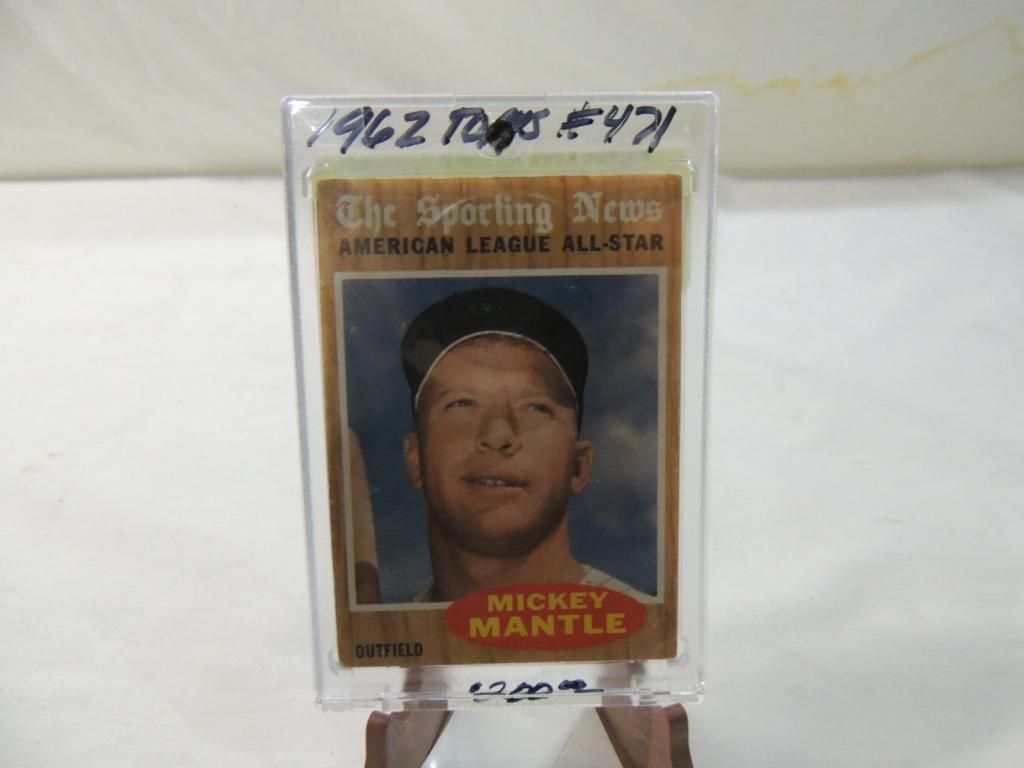 1962 Topps #471
The Sporting News
AMERICAN LEAGUE ALL-STAR
MICKEY
MANTLE
OUTFIELD